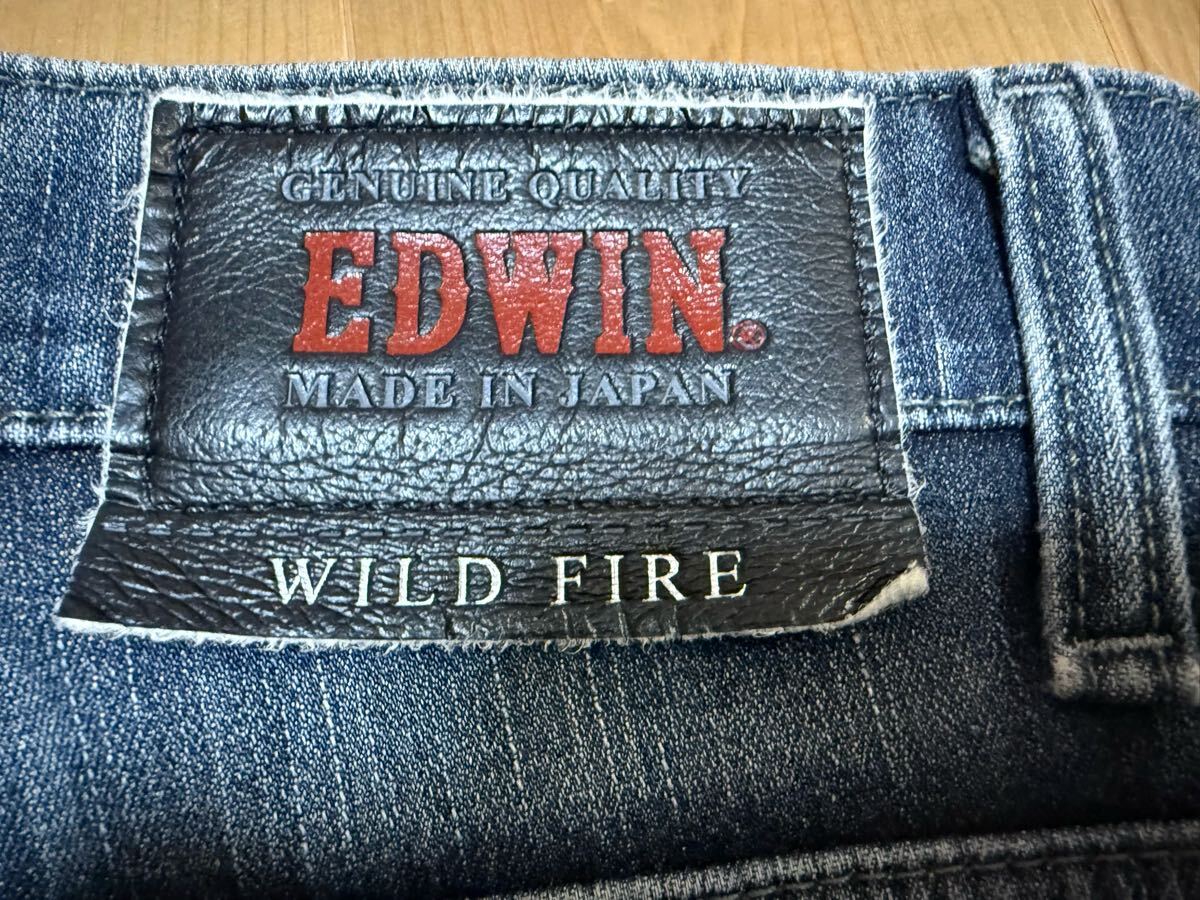 GENUINE QUALITY
EDWIN®
MADE IN JAPAN
WILD FIRE